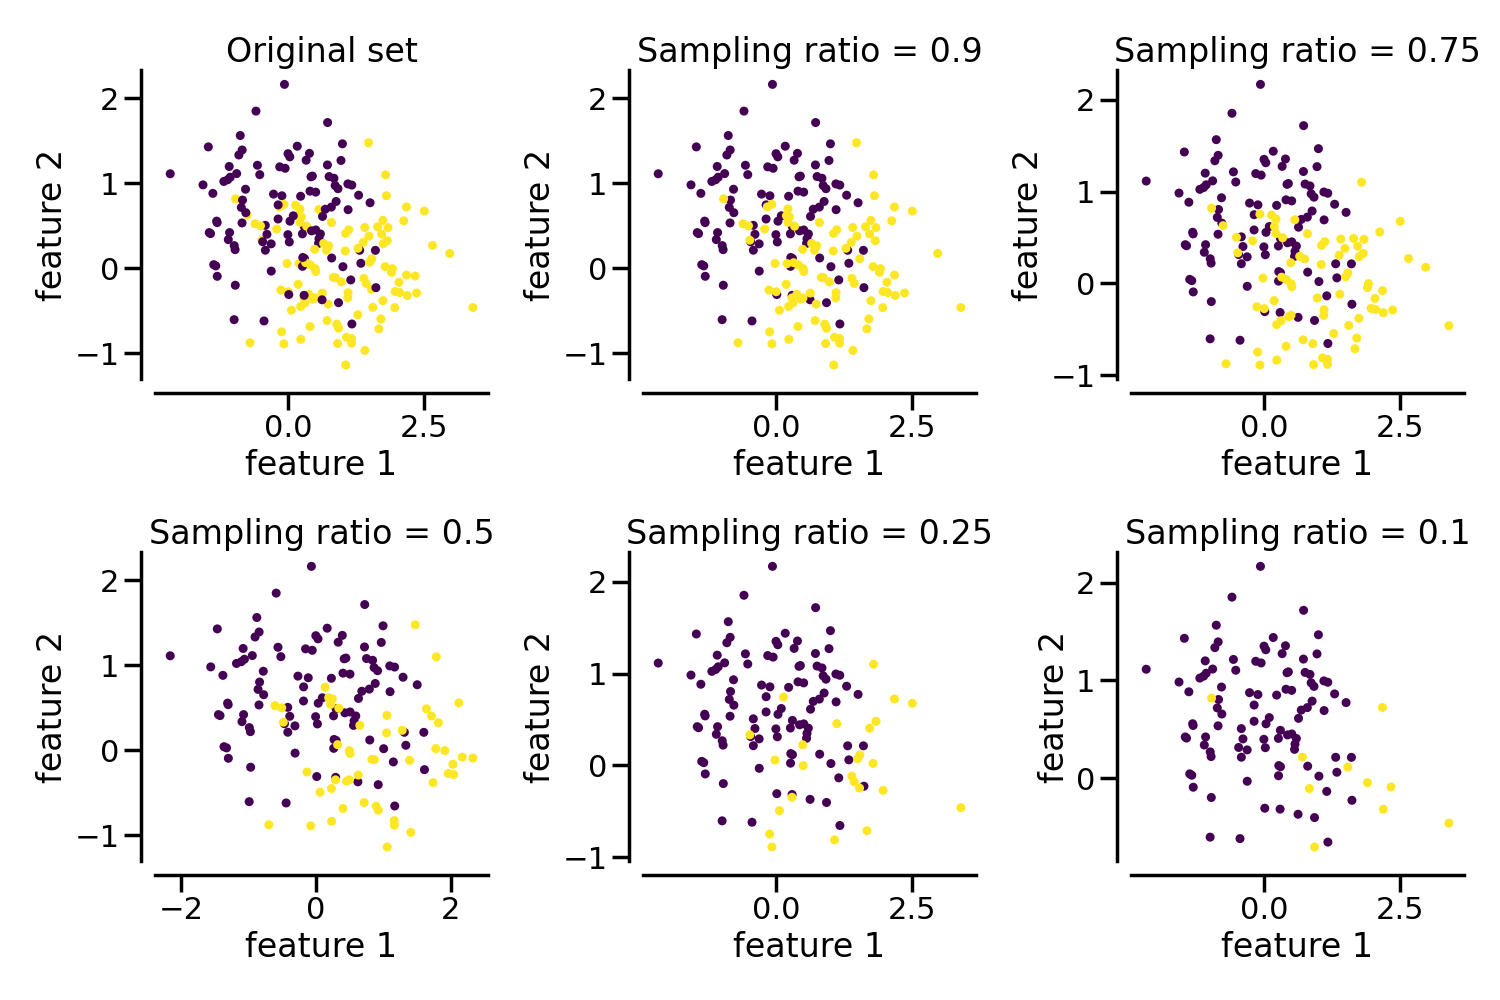 Original set
2
1
0
−1
feature 2
0.0 2.5
feature 1
Sampling ratio = 0.9
2
1
0
−1
feature 2
0.0 2.5
feature 1
Sampling ratio = 0.75
2
1
0
−1
feature 2
0.0 2.5
feature 1
Sampling ratio = 0.5
2
1
0
−1
feature 2
−2 0 2
feature 1
Sampling ratio = 0.25
2
1
0
−1
feature 2
0.0 2.5
feature 1
Sampling ratio = 0.1
2
1
0
feature 2
0.0 2.5
feature 1